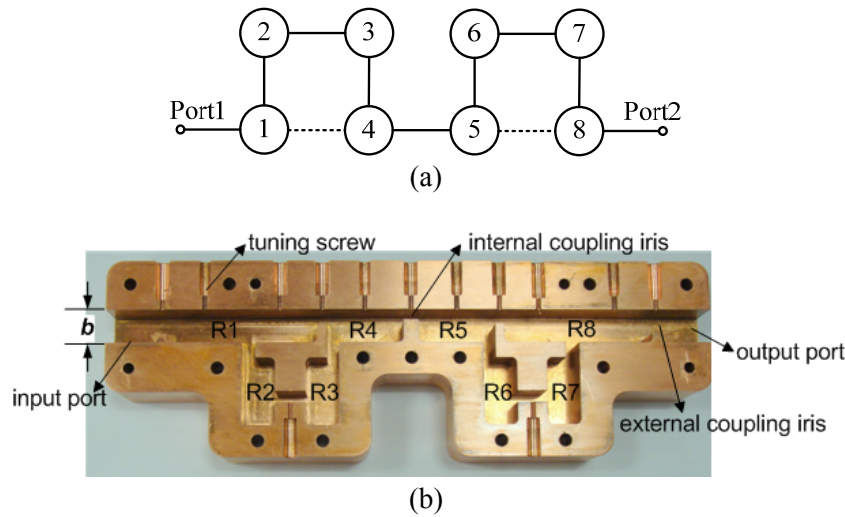 2 3 6 7
Port1 1 4 5 8 Port2
(a)
tuning screw internal coupling iris
b R1 R4 R5 R8
output port
input port R2 R3 R6 R7
external coupling iris
(b)